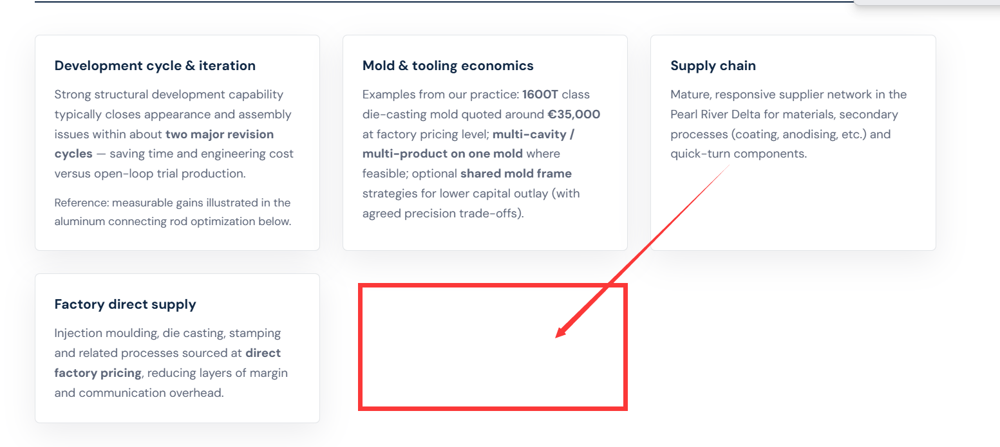 Development cycle & iteration
Strong structural development capability
typically closes appearance and assembly
issues within about two major revision
cycles — saving time and engineering cost
versus open-loop trial production.
Reference: measurable gains illustrated in the
aluminum connecting rod optimization below.
Mold & tooling economics
Examples from our practice: 1600T class
die-casting mold quoted around €35,000
at factory pricing level; multi-cavity /
multi-product on one mold where
feasible; optional shared mold frame
strategies for lower capital outlay (with
agreed precision trade-offs).
Supply chain
Mature, responsive supplier network in the
Pearl River Delta for materials, secondary
processes (coating, anodising, etc.) and
quick-turn components.
Factory direct supply
Injection moulding, die casting, stamping
and related processes sourced at direct
factory pricing, reducing layers of margin
and communication overhead.